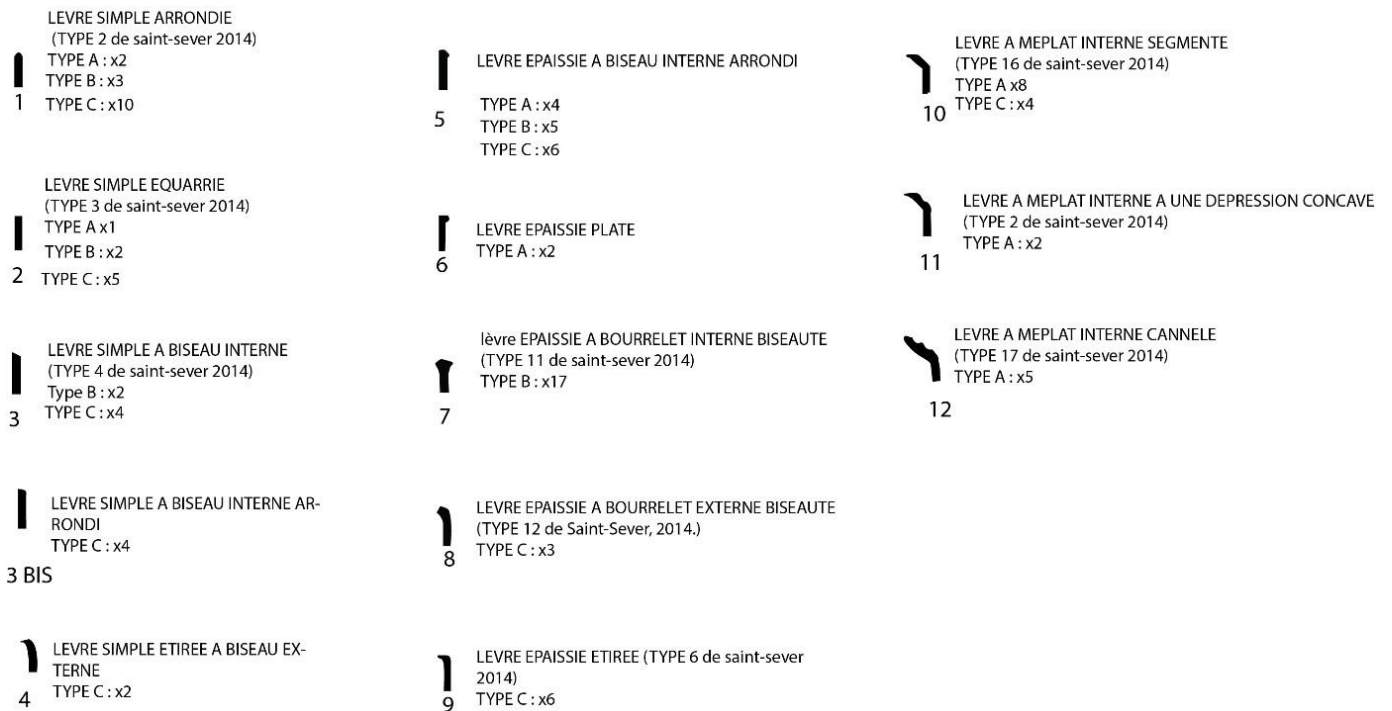 LEVRE SIMPLE ARRONDIE
(TYPE 2 de saint-sever 2014)
TYPE A : x2
TYPE B : x3
TYPE C : x10
1
LEVRE SIMPLE EQUARRIE
(TYPE 3 de saint-sever 2014)
TYPE A x1
TYPE B : x2
TYPE C : x5
2
LEVRE SIMPLE A BISEAU INTERNE
(TYPE 4 de saint-sever 2014)
Type B : x2
TYPE C : x4
3
LEVRE SIMPLE A BISEAU INTERNE AR-
RONDI
TYPE C : x4
3 BIS
LEVRE SIMPLE ETIREE A BISEAU EX-
TERNE
TYPE C : x2
4
LEVRE EPAISSIE A BISEAU INTERNE ARRONDI
TYPE A : x4
TYPE B : x5
TYPE C : x6
5
LEVRE EPAISSIE PLATE
TYPE A : x2
6
lèvre EPAISSIE A BOURRELET INTERNE BISEAUTE
(TYPE 11 de saint-sever 2014)
TYPE B : x17
7
LEVRE EPAISSIE A BOURRELET EXTERNE BISEAUTE
(TYPE 12 de Saint-Sever, 2014.)
TYPE C : x3
8
LEVRE EPAISSIE ETIREE (TYPE 6 de saint-sever
2014)
TYPE C : x6
9
LEVRE A MEPLAT INTERNE SEGMENTE
(TYPE 16 de saint-sever 2014)
TYPE A x8
TYPE C : x4
10
LEVRE A MEPLAT INTERNE A UNE DEPRESSION CONCAVE
(TYPE 2 de saint-sever 2014)
TYPE A : x2
11
LEVRE A MEPLAT INTERNE CANNELE
(TYPE 17 de saint-sever 2014)
TYPE A : x5
12